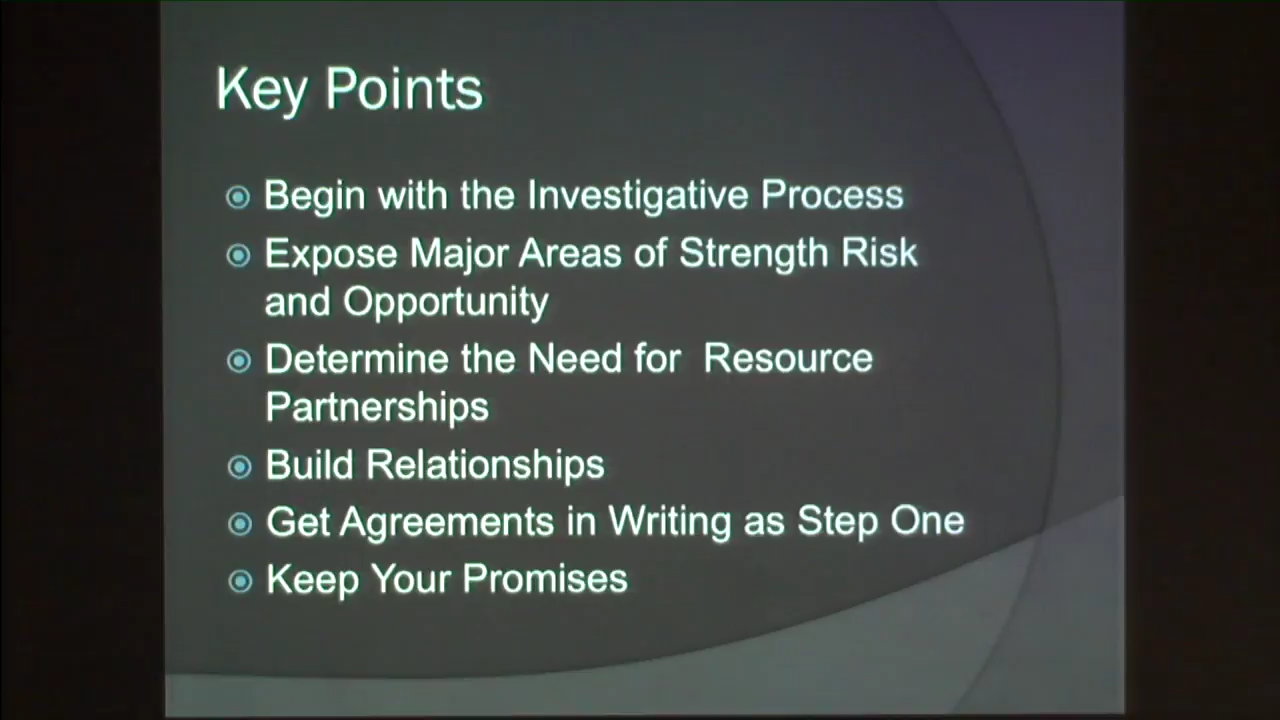 Key Points
Begin with the Investigative Process
Expose Major Areas of Strength Risk
and Opportunity
Determine the Need for  Resource
Partnerships
Build Relationships
Get Agreements in Writing as Step One
Keep Your Promises